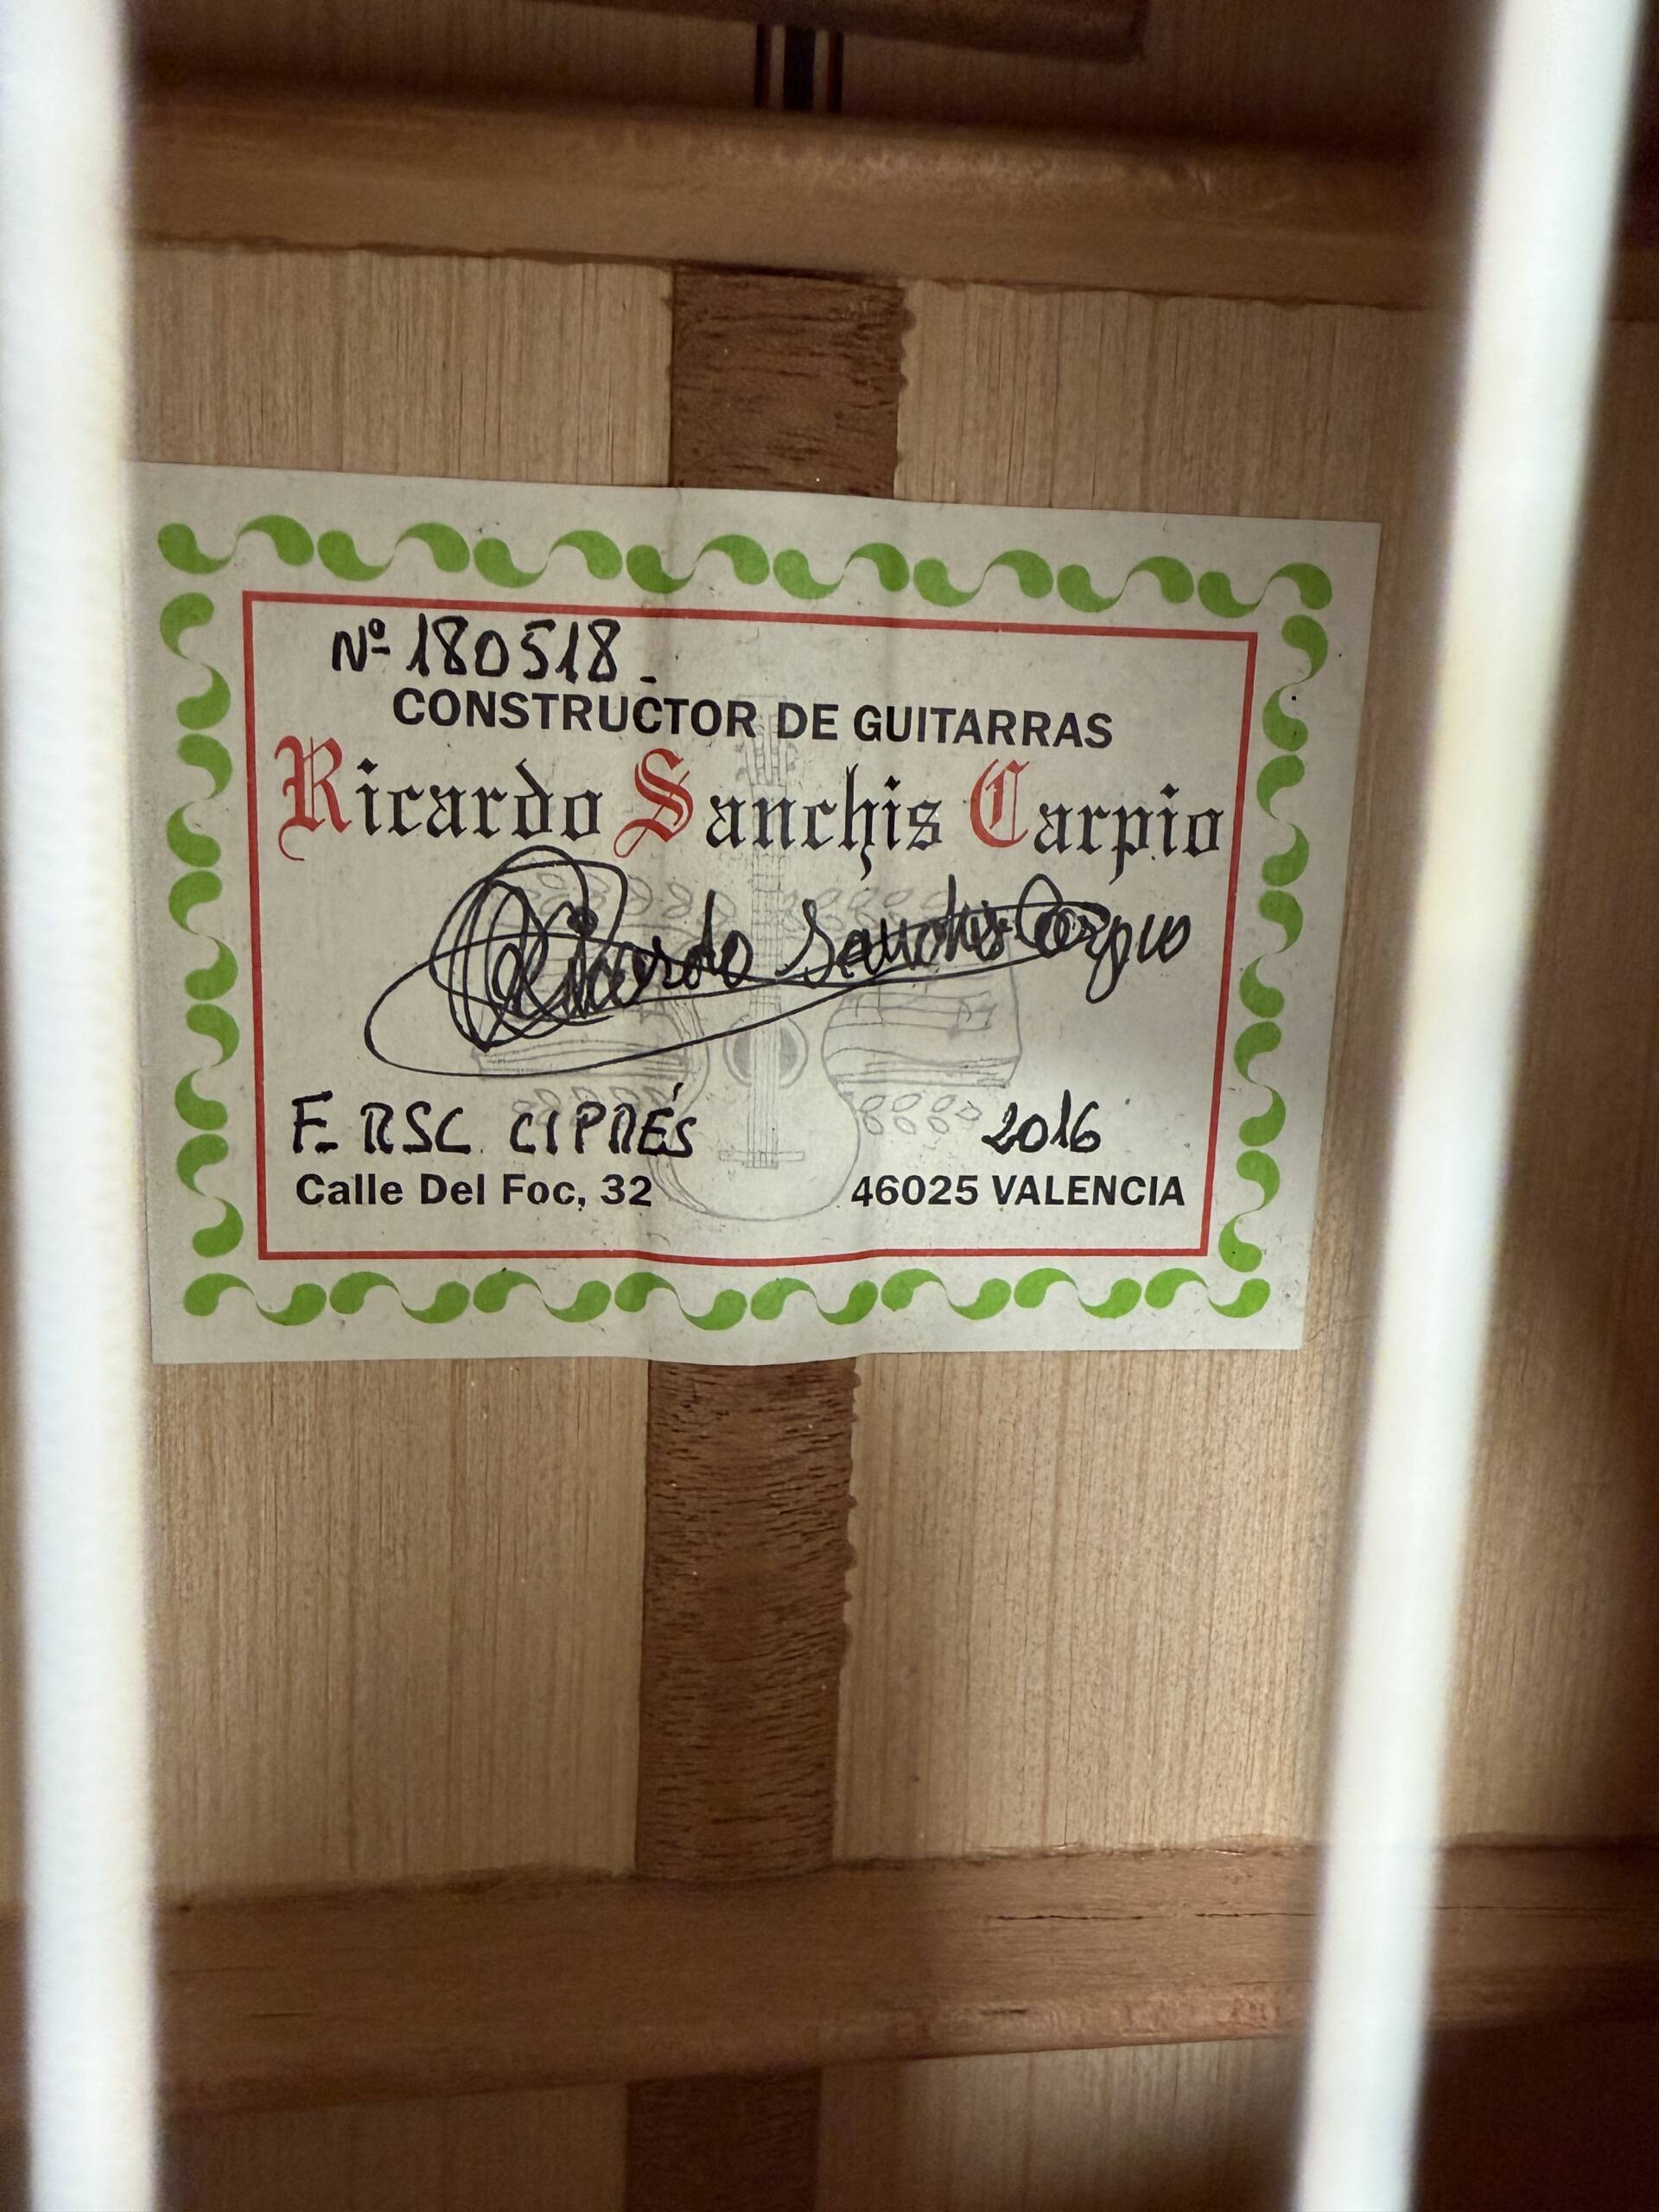 Nº 180518.
CONSTRUCTOR DE GUITARRAS
Ricardo Sanchis Carpio
Ricardo Sanchis Carpio
F. RSC CIPRÉS 2016
Calle Del Foc, 32 46025 VALENCIA